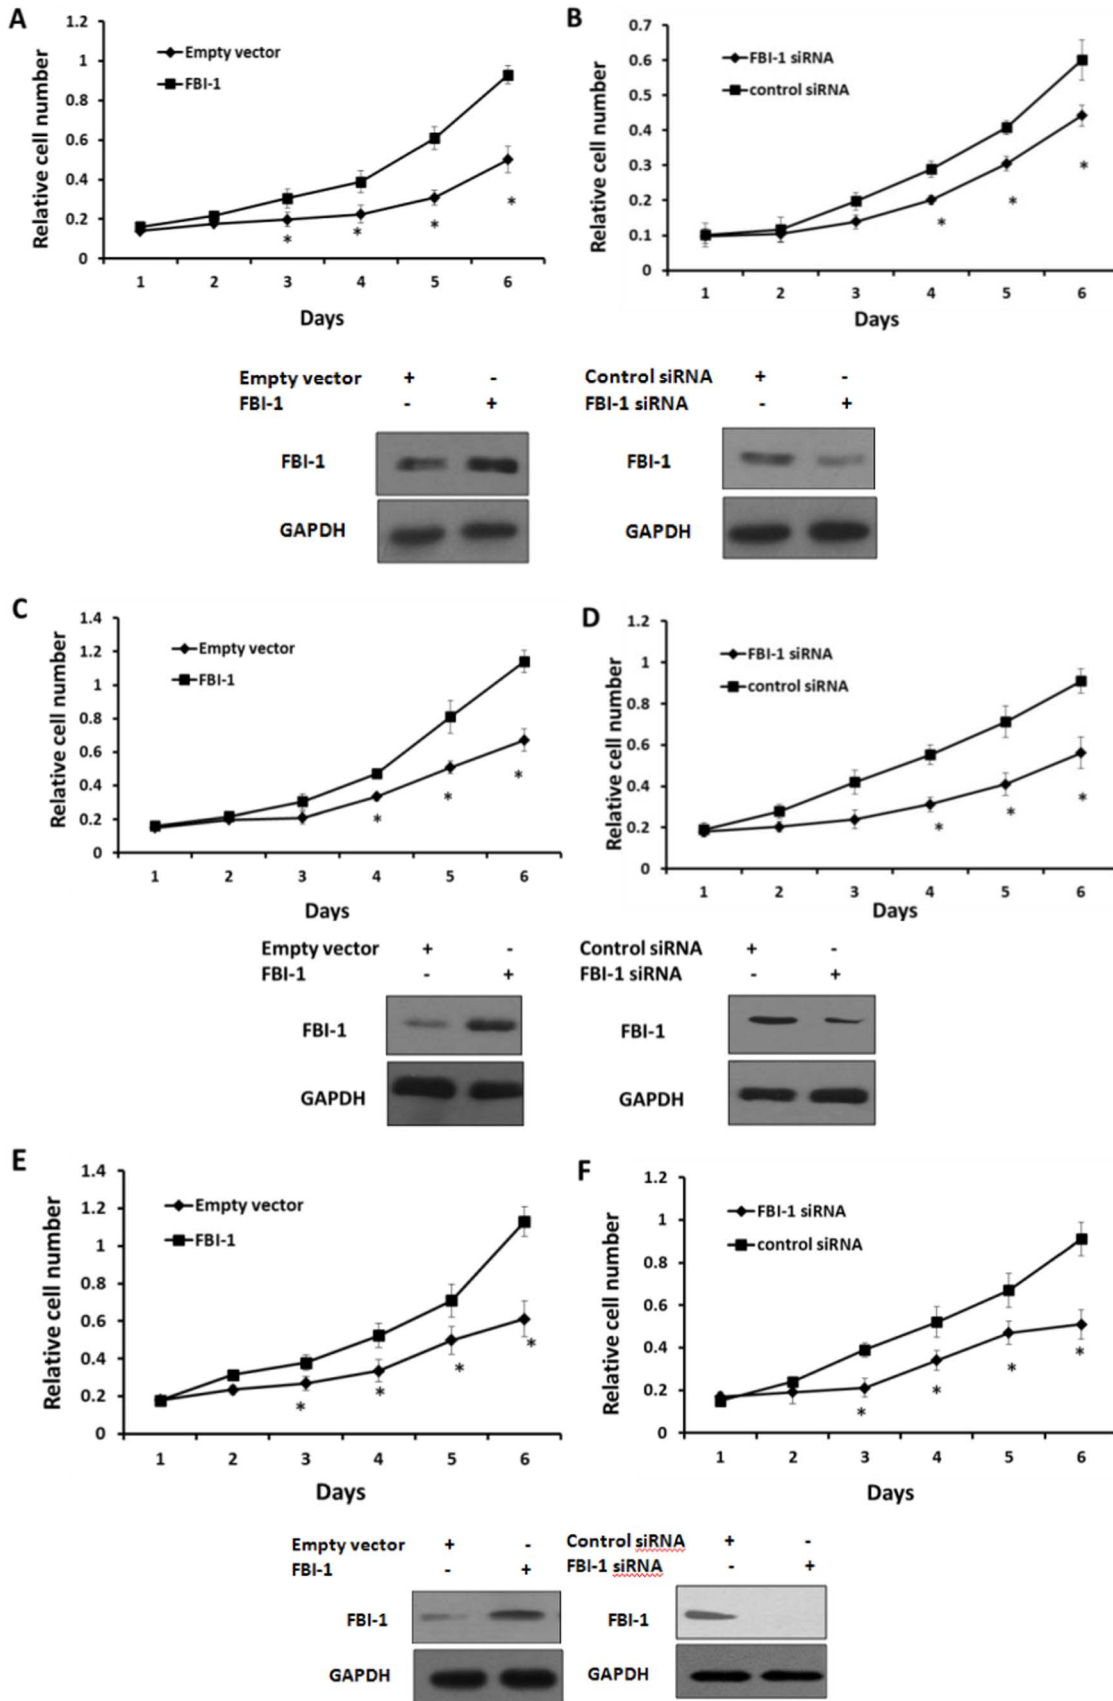 A
1.2
1
0.8
0.6
0.4
0.2
0
Relative cell number
Empty vector
FBI-1
1 2 3 4 5 6
Days
* * * *
B
0.7
0.6
0.5
0.4
0.3
0.2
0.1
0
Relative cell number
FBI-1 siRNA
control siRNA
1 2 3 4 5 6
Days
* * *
Empty vector + -
FBI-1 - +
FBI-1
GAPDH
Control siRNA + -
FBI-1 siRNA - +
FBI-1
GAPDH
C
1.4
1.2
1
0.8
0.6
0.4
0.2
0
Relative cell number
Empty vector
FBI-1
1 2 3 4 5 6
Days
* * *
D
1.2
1
0.8
0.6
0.4
0.2
0
Relative cell number
FBI-1 siRNA
control siRNA
1 2 3 4 5 6
Days
* * *
Empty vector + -
FBI-1 - +
FBI-1
GAPDH
Control siRNA + -
FBI-1 siRNA - +
FBI-1
GAPDH
E
1.4
1.2
1
0.8
0.6
0.4
0.2
0
Relative cell number
Empty vector
FBI-1
1 2 3 4 5 6
Days
* * * *
F
1.2
1
0.8
0.6
0.4
0.2
0
Relative cell number
FBI-1 siRNA
control siRNA
1 2 3 4 5 6
Days
* * * *
Empty vector + -
FBI-1 - +
FBI-1
GAPDH
Control siRNA + -
FBI-1 siRNA - +
FBI-1
GAPDH